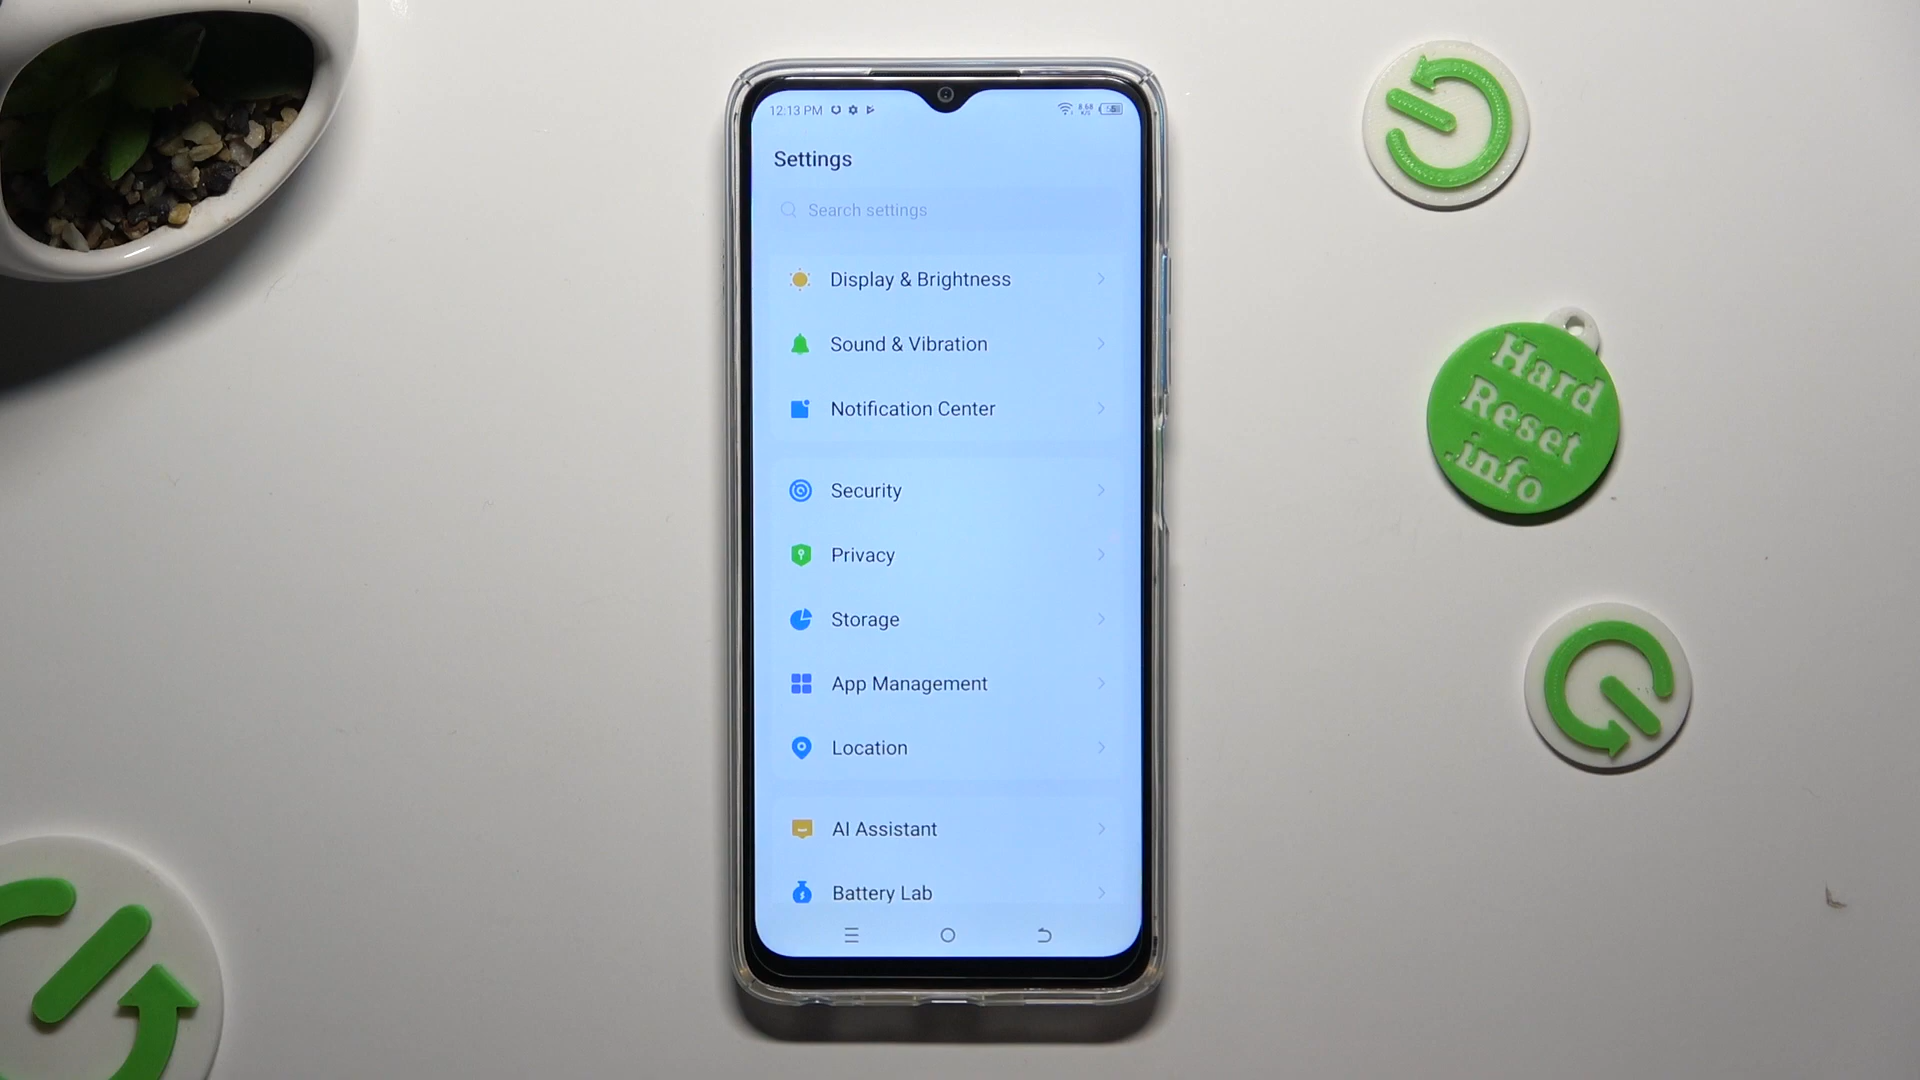 12:13 PM
Settings
Search settings
Display & Brightness
Sound & Vibration
Notification Center
Security
Privacy
Storage
App Management
Location
AI Assistant
Battery Lab
Hard
Reset
.info